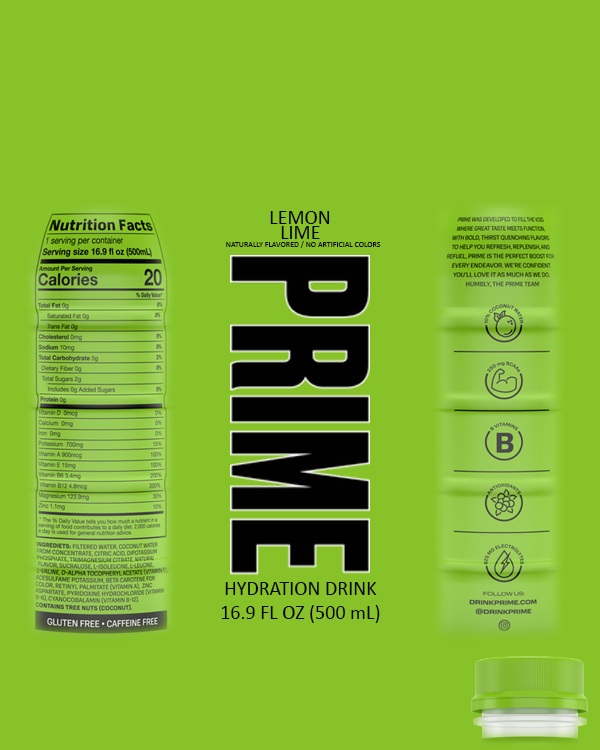 Nutrition Facts
1 serving per container
Serving size 16.9 fl oz (500mL)
Amount Per Serving
Calories 20
% Daily Value*
Total Fat 0g 0%
Saturated Fat 0g 0%
Trans Fat 0g
Cholesterol 0mg 0%
Sodium 10mg 0%
Total Carbohydrate 5g 2%
Dietary Fiber 0g 0%
Total Sugars 2g
Includes 0g Added Sugars 0%
Protein 0g
Vitamin D 0mcg 0%
Calcium 0mg 0%
Iron 0mg 0%
Potassium 700mg 15%
Vitamin A 900mcg 100%
Vitamin E 15mg 100%
Vitamin B6 3.4mg 200%
Vitamin B12 4.8mcg 200%
Magnesium 123.9mg 30%
Zinc 1.1mg 10%
* The % Daily Value tells you how much a nutrient in a
serving of food contributes to a daily diet. 2,000 calories
a day is used for nutrition advice.
INGREDIETS: FILTERED WATER, COCONUT WATER
FROM CONCENTRATE, CITRIC ACID, DIPOTASSIUM
PHOSPHATE, TRIMAGNESIUM CITRATE, NATURAL
FLAVOR, SUCRALOSE, L-ISOLEUCINE, L-LEUCINE,
L-VALINE, D-ALPHA TOCOPHERYL ACETATE (VITAMIN E),
ACESULFAME POTASSIUM, BETA CAROTENE FOR
COLOR, RETINYL PALMITATE (VITAMIN A), ZINC
ASPARTATE, PYRIDOXINE HYDROCHLORIDE (VITAMIN
B-6), CYANOCOBALAMIN (VITAMIN B-12).
CONTAINS TREE NUTS (COCONUT).
GLUTEN FREE • CAFFEINE FREE
LEMON
LIME
NATURALLY FLAVORED / NO ARTIFICIAL COLORS
PRIME
HYDRATION DRINK
16.9 FL OZ (500 mL)
PRIME WAS DEVELOPED TO FILL THE VOID,
WHERE GREAT TASTE MEETS FUNCTION.
WITH BOLD, THIRST QUENCHING FLAVORS
TO HELP YOU REFRESH, REPLENISH, AND
REFUEL, PRIME IS THE PERFECT BOOST FOR
EVERY ENDEAVOR. WE'RE CONFIDENT
YOU'LL LOVE IT AS MUCH AS WE DO.
HUMBLY, THE PRIME TEAM
10% COCONUT WATER
250 mg BCAAs
B VITAMINS
B
ANTIOXIDANTS
825 MG ELECTROLYTES
FOLLOW US:
DRINKPRIME.COM
@DRINKPRIME